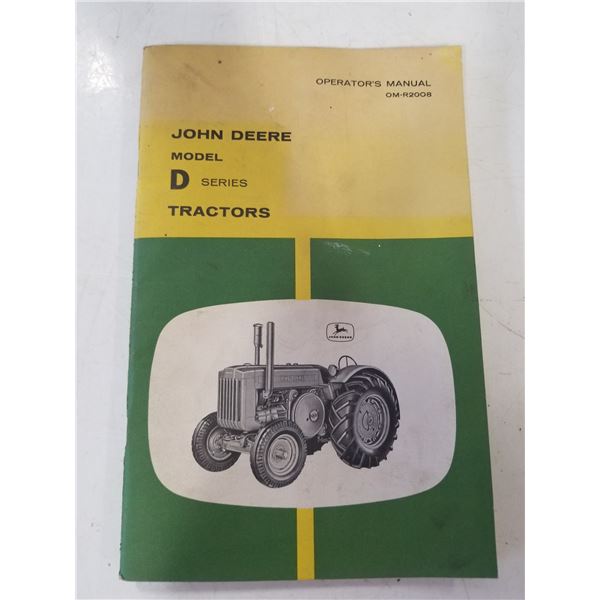 OPERATOR'S MANUAL
OM-R2008
JOHN DEERE
MODEL
D SERIES
TRACTORS
JOHN DEERE